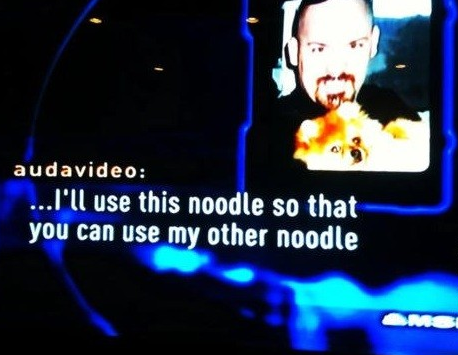 audavideo:
...I'll use this noodle so that
you can use my other noodle